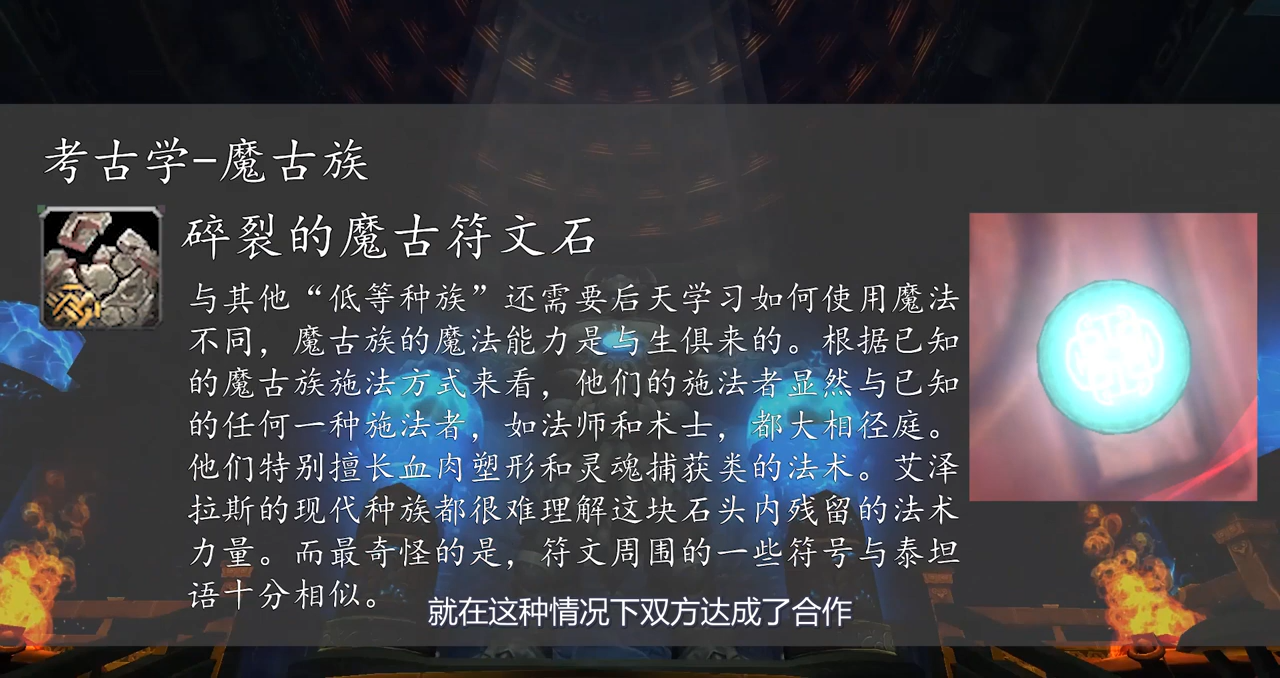 考古学-魔古族
碎裂的魔古符文石
与其他“低等种族”还需要后天学习如何使用魔法
不同，魔古族的魔法能力是与生俱来的。根据已知
的魔古族施法方式来看，他们的施法者显然与已知
的任何一种施法者，如法师和术士，都大相径庭。
他们特别擅长血肉塑形和灵魂捕获类的法术。艾泽
拉斯的现代种族都很难理解这块石头内残留的法术
力量。而最奇怪的是，符文周围的一些符号与泰坦
语十分相似。
就在这种情况下双方达成了合作